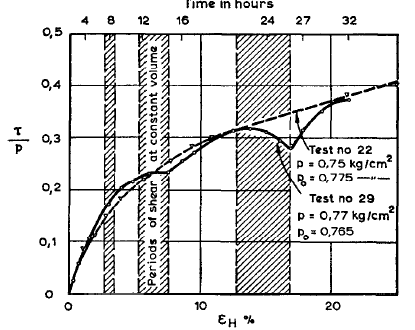 Time in hours
4 8 12 16 24 28 32
0,5
0,4
τ/p
0,3
0,2
0,1
0
Periods of shear at constant volume
Test no 22
p = 0,75 kg/cm²
p₀ = 0,775 —〃—
Test no 29
p = 0,77 kg/cm²
p₀ = 0,765
0 10 20
εH %